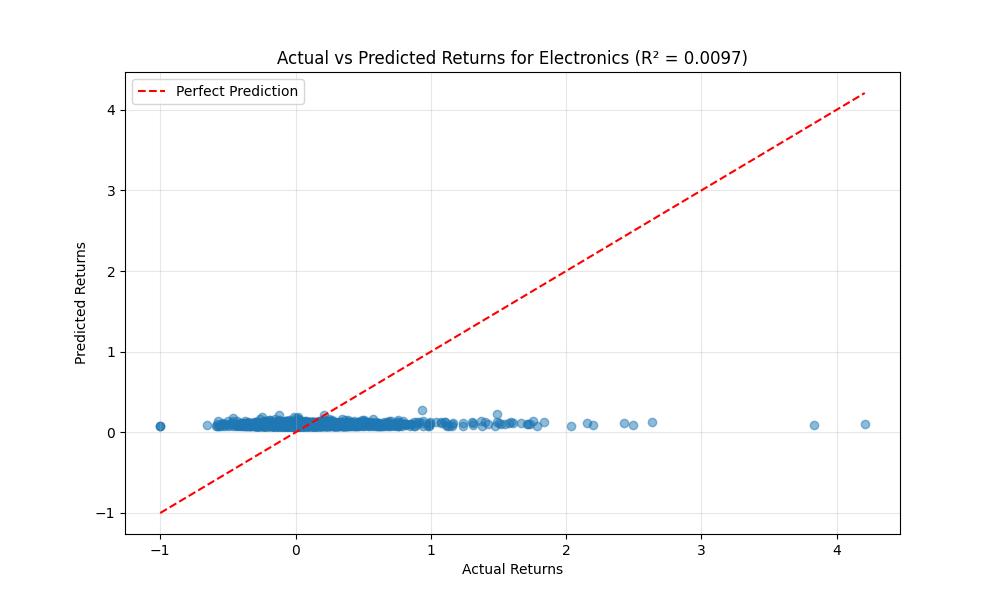 Actual vs Predicted Returns for Electronics (R² = 0.0097)
Perfect Prediction
4
3
2
1
0
−1
Predicted Returns
−1 0 1 2 3 4
Actual Returns